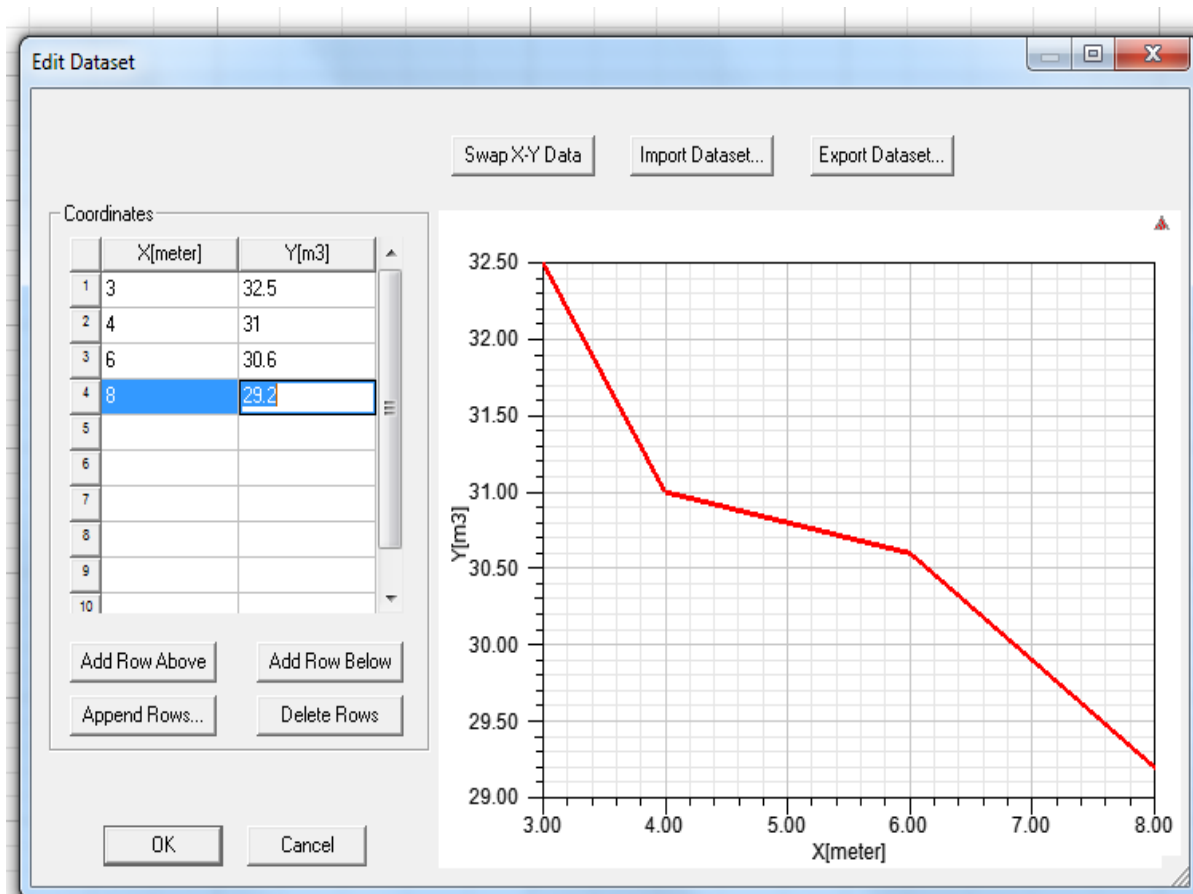 Edit Dataset
Swap X-Y Data Import Dataset... Export Dataset...
Coordinates
X[meter] Y[m3]
1 3 32.5
2 4 31
3 6 30.6
4 8 29.2
5
6
7
8
9
10
Add Row Above Add Row Below
Append Rows... Delete Rows
OK Cancel
32.50
32.00
31.50
31.00
30.50
30.00
29.50
29.00
Y[m3]
3.00 4.00 5.00 6.00 7.00 8.00
X[meter]